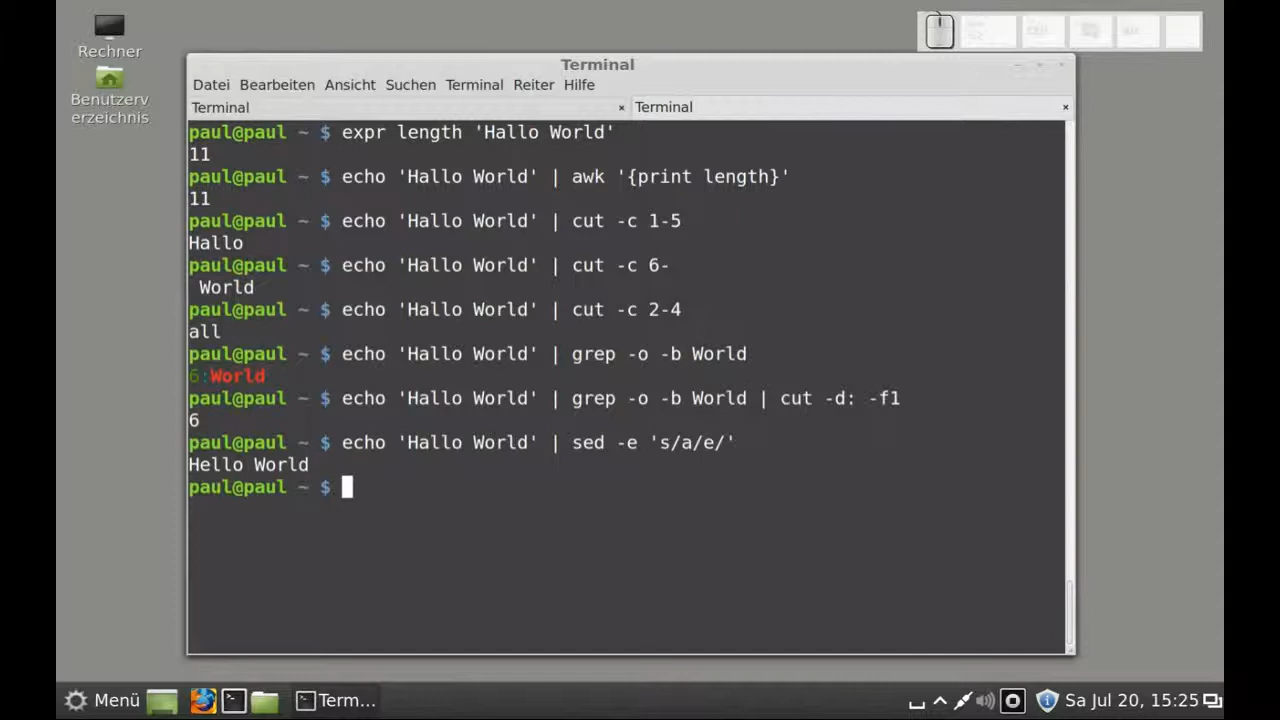 Rechner
Benutzerv
erzeichnis
Terminal
Datei Bearbeiten Ansicht Suchen Terminal Reiter Hilfe
Terminal × Terminal ×
paul@paul ~ $ expr length 'Hallo World'
11
paul@paul ~ $ echo 'Hallo World' | awk '{print length}'
11
paul@paul ~ $ echo 'Hallo World' | cut -c 1-5
Hallo
paul@paul ~ $ echo 'Hallo World' | cut -c 6-
 World
paul@paul ~ $ echo 'Hallo World' | cut -c 2-4
all
paul@paul ~ $ echo 'Hallo World' | grep -o -b World
6:World
paul@paul ~ $ echo 'Hallo World' | grep -o -b World | cut -d: -f1
6
paul@paul ~ $ echo 'Hallo World' | sed -e 's/a/e/'
Hello World
paul@paul ~ $
Menü Term... Sa Jul 20, 15:25